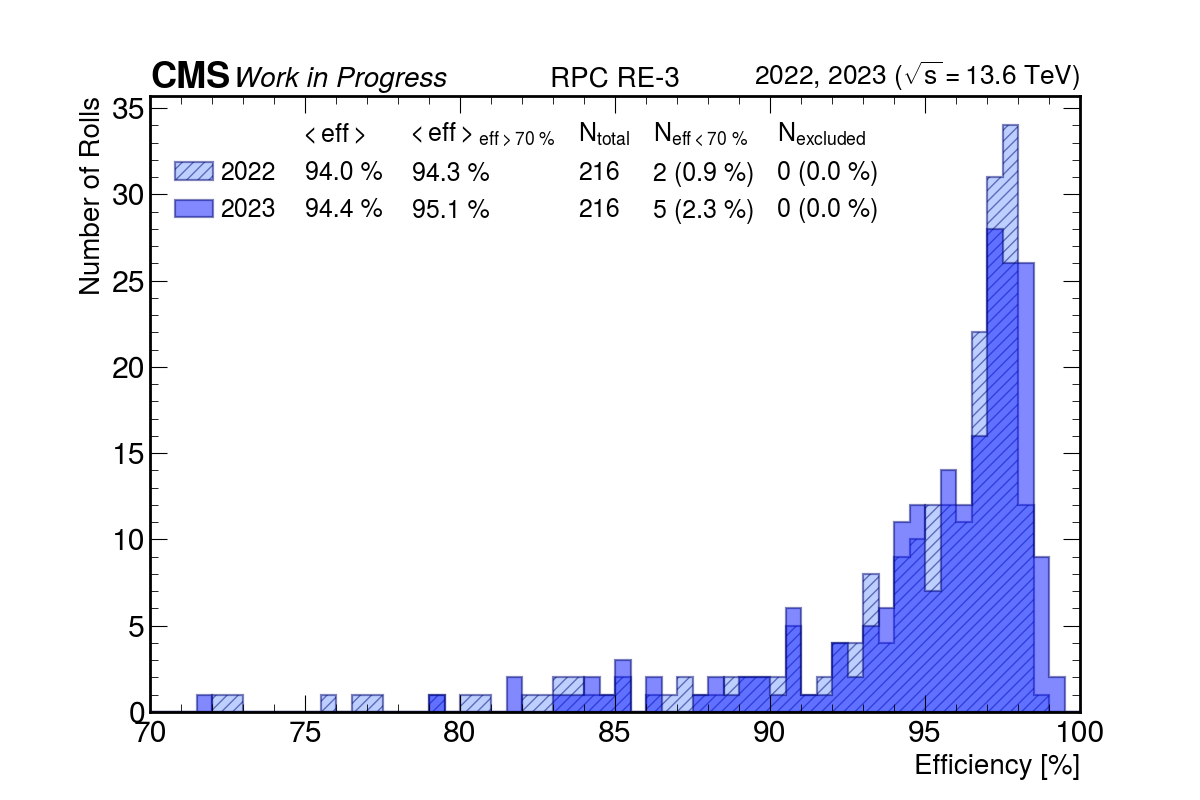 CMS Work in Progress RPC RE-3 2022, 2023 (√s = 13.6 TeV)
Number of Rolls
< eff > < eff > eff > 70 % Ntotal Neff < 70 % Nexcluded
2022 94.0 % 94.3 % 216 2 (0.9 %) 0 (0.0 %)
2023 94.4 % 95.1 % 216 5 (2.3 %) 0 (0.0 %)
35
30
25
20
15
10
5
0
70 75 80 85 90 95 100
Efficiency [%]